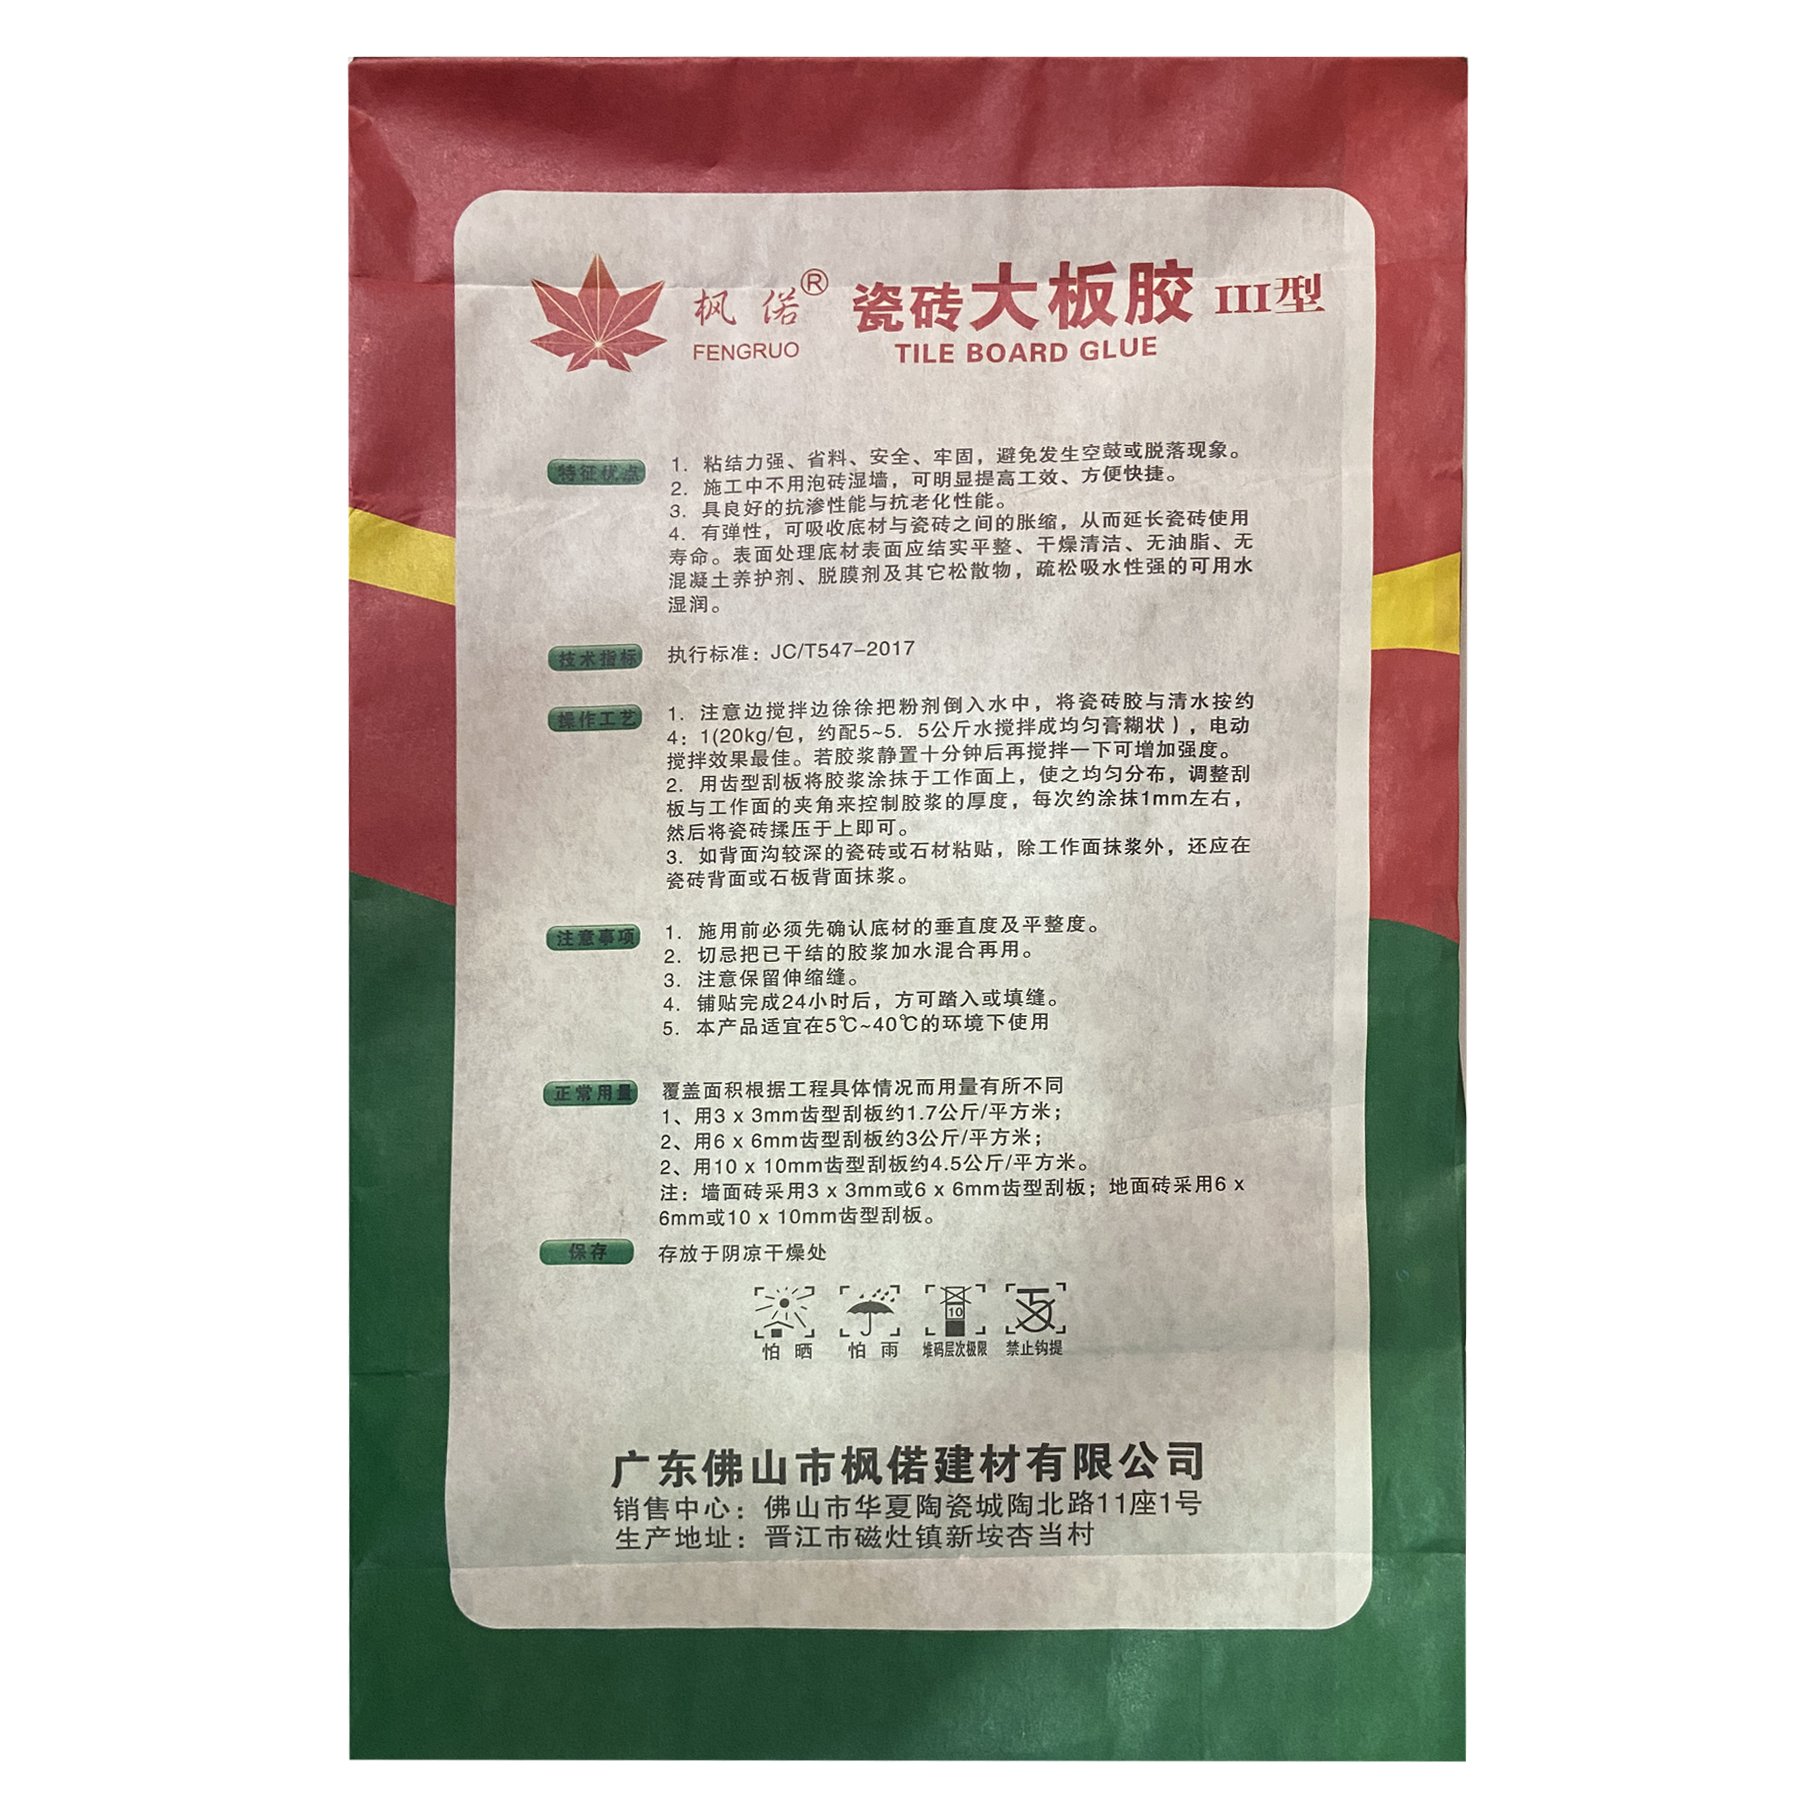 枫偌® 瓷砖大板胶 III型
FENGRUO TILE BOARD GLUE
特征优点 1. 粘结力强、省料、安全、牢固，避免发生空鼓或脱落现象。
2. 施工中不用泡砖湿墙，可明显提高工效、方便快捷。
3. 具良好的抗渗性能与抗老化性能。
4. 有弹性，可吸收底材与瓷砖之间的胀缩，从而延长瓷砖使用
寿命。表面处理底材表面应结实平整、干燥清洁、无油脂、无
混凝土养护剂、脱膜剂及其它松散物，疏松吸水性强的可用水
湿润。
技术指标 执行标准：JC/T547-2017
操作工艺 1. 注意边搅拌边徐徐把粉剂倒入水中，将瓷砖胶与清水按约
4：1(20kg/包，约配5~5. 5公斤水搅拌成均匀膏糊状），电动
搅拌效果最佳。若胶浆静置十分钟后再搅拌一下可增加强度。
2. 用齿型刮板将胶浆涂抹于工作面上，使之均匀分布，调整刮
板与工作面的夹角来控制胶浆的厚度，每次约涂抹1mm左右，
然后将瓷砖揉压于上即可。
3. 如背面沟较深的瓷砖或石材粘贴，除工作面抹浆外，还应在
瓷砖背面或石板背面抹浆。
注意事项 1. 施用前必须先确认底材的垂直度及平整度。
2. 切忌把已干结的胶浆加水混合再用。
3. 注意保留伸缩缝。
4. 铺贴完成24小时后，方可踏入或填缝。
5. 本产品适宜在5℃~40℃的环境下使用
正常用量 覆盖面积根据工程具体情况而用量有所不同
1、用3 x 3mm齿型刮板约1.7公斤/平方米；
2、用6 x 6mm齿型刮板约3公斤/平方米；
2、用10 x 10mm齿型刮板约4.5公斤/平方米。
注：墙面砖采用3 x 3mm或6 x 6mm齿型刮板；地面砖采用6 x
6mm或10 x 10mm齿型刮板。
保存 存放于阴凉干燥处
10
怕晒 怕雨 堆码层次极限 禁止钩提
广东佛山市枫偌建材有限公司
销售中心：佛山市华夏陶瓷城陶北路11座1号
生产地址：晋江市磁灶镇新垵杏当村